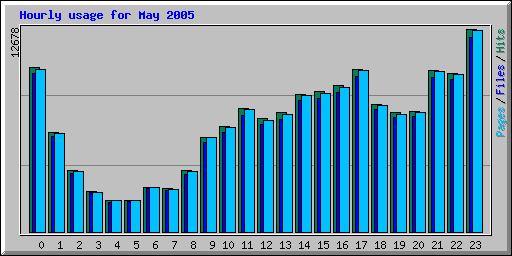 Hourly usage for May 2005
12678
Pages/Files/Hits
0 1 2 3 4 5 6 7 8 9 10 11 12 13 14 15 16 17 18 19 20 21 22 23